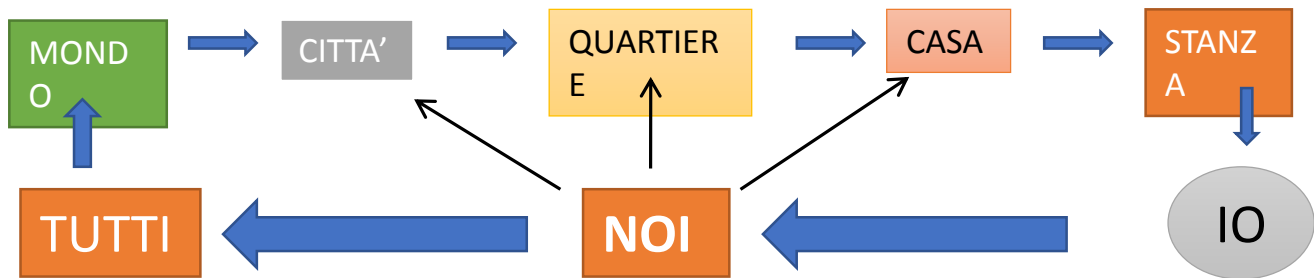 MOND
O
CITTA’
QUARTIER
E
CASA
STANZ
A
TUTTI
NOI
IO